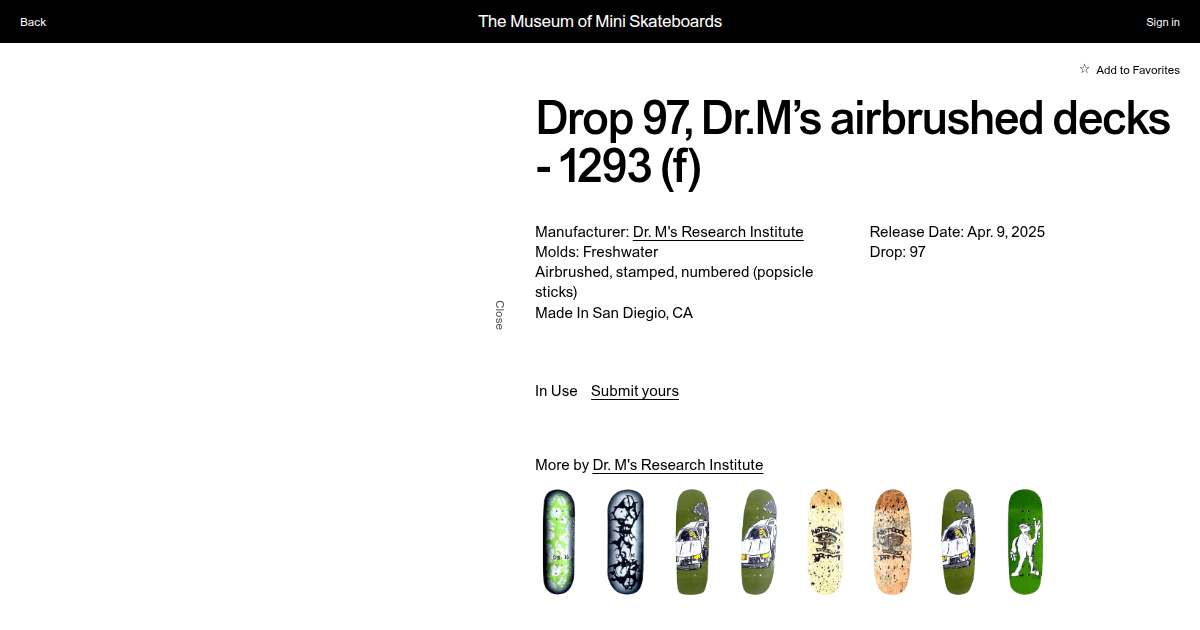 Back
The Museum of Mini Skateboards
Sign in
☆ Add to Favorites
Drop 97, Dr.M’s airbrushed decks
- 1293 (f)
Manufacturer: Dr. M's Research Institute
Molds: Freshwater
Airbrushed, stamped, numbered (popsicle
sticks)
Made In San Diegio, CA
Release Date: Apr. 9, 2025
Drop: 97
Close
In Use Submit yours
More by Dr. M's Research Institute